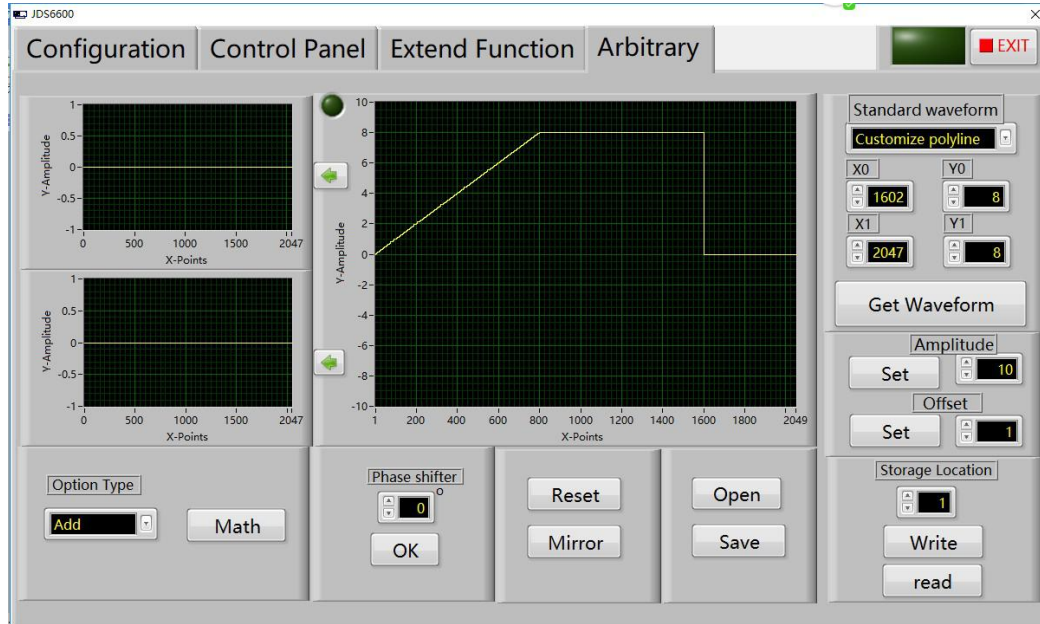 JDS6600
Configuration
Control Panel
Extend Function
Arbitrary
EXIT
Y-Amplitude
1
0.5
0
-0.5
-1
0 500 1000 1500 2047
X-Points
Y-Amplitude
1
0.5
0
-0.5
-1
0 500 1000 1500 2047
X-Points
Y-Amplitude
10
8
6
4
2
0
-2
-4
-6
-8
-10
1 200 400 600 800 1000 1200 1400 1600 1800 2049
X-Points
Standard waveform
Customize polyline
X0 Y0
1602 8
X1 Y1
2047 8
Get Waveform
Amplitude
Set 10
Offset
Set 1
Option Type
Add
Math
Phase shifter
0 o
OK
Reset
Mirror
Open
Save
Storage Location
1
Write
read